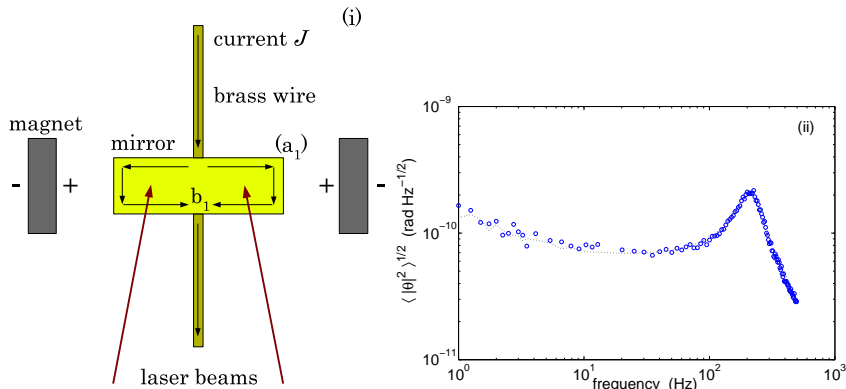 (i)
current J
brass wire
magnet
mirror
(a₁)
- +
+ -
b₁
laser beams
(ii)
⟨ |θ|² ⟩^1/2 (rad Hz^-1/2)
10^-9
10^-10
10^-11
10^0 10^1 10^2 10^3
frequency (Hz)